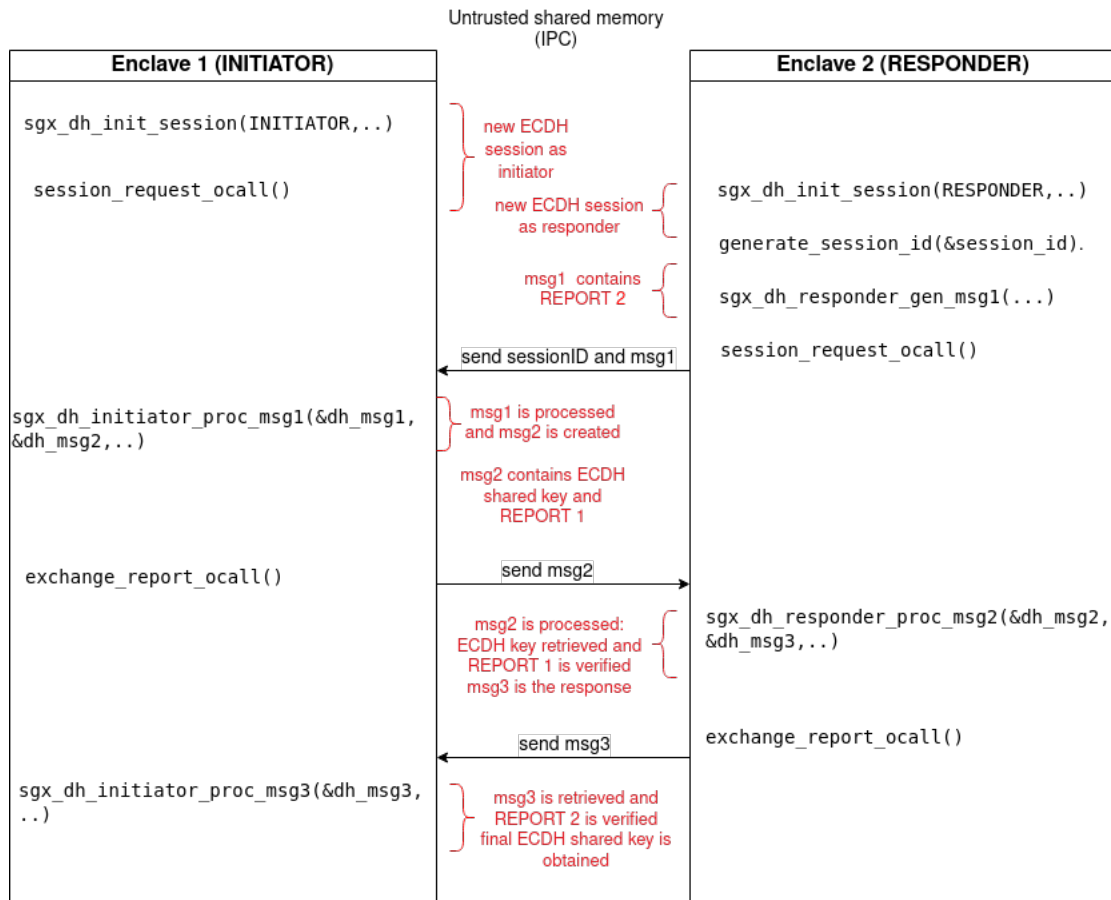 Untrusted shared memory
(IPC)
Enclave 1 (INITIATOR)
Enclave 2 (RESPONDER)
sgx_dh_init_session(INITIATOR,..)
new ECDH
session as
initiator
session_request_ocall()
sgx_dh_init_session(RESPONDER,..)
new ECDH session
as responder
generate_session_id(&session_id).
msg1 contains
REPORT 2
sgx_dh_responder_gen_msg1(...)
send sessionID and msg1
session_request_ocall()
sgx_dh_initiator_proc_msg1(&dh_msg1,
&dh_msg2,..)
msg1 is processed
and msg2 is created
msg2 contains ECDH
shared key and
REPORT 1
exchange_report_ocall()
send msg2
msg2 is processed:
ECDH key retrieved and
REPORT 1 is verified
msg3 is the response
sgx_dh_responder_proc_msg2(&dh_msg2,
&dh_msg3,..)
send msg3
exchange_report_ocall()
sgx_dh_initiator_proc_msg3(&dh_msg3,
..)
msg3 is retrieved and
REPORT 2 is verified
final ECDH shared key is
obtained